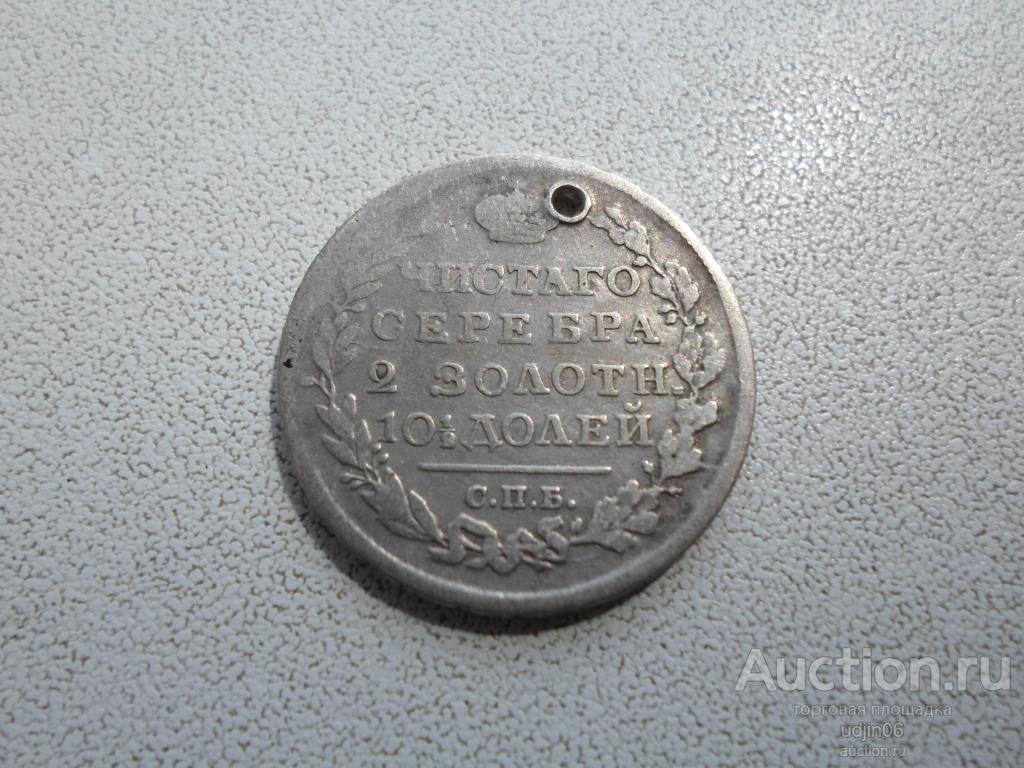 ЧИСТАГО
СЕРЕБРА
2 ЗОЛОТН.
10½ ДОЛЕЙ
С.П.Б.
Auction.ru
торговая площадка
udjin06
auction.ru